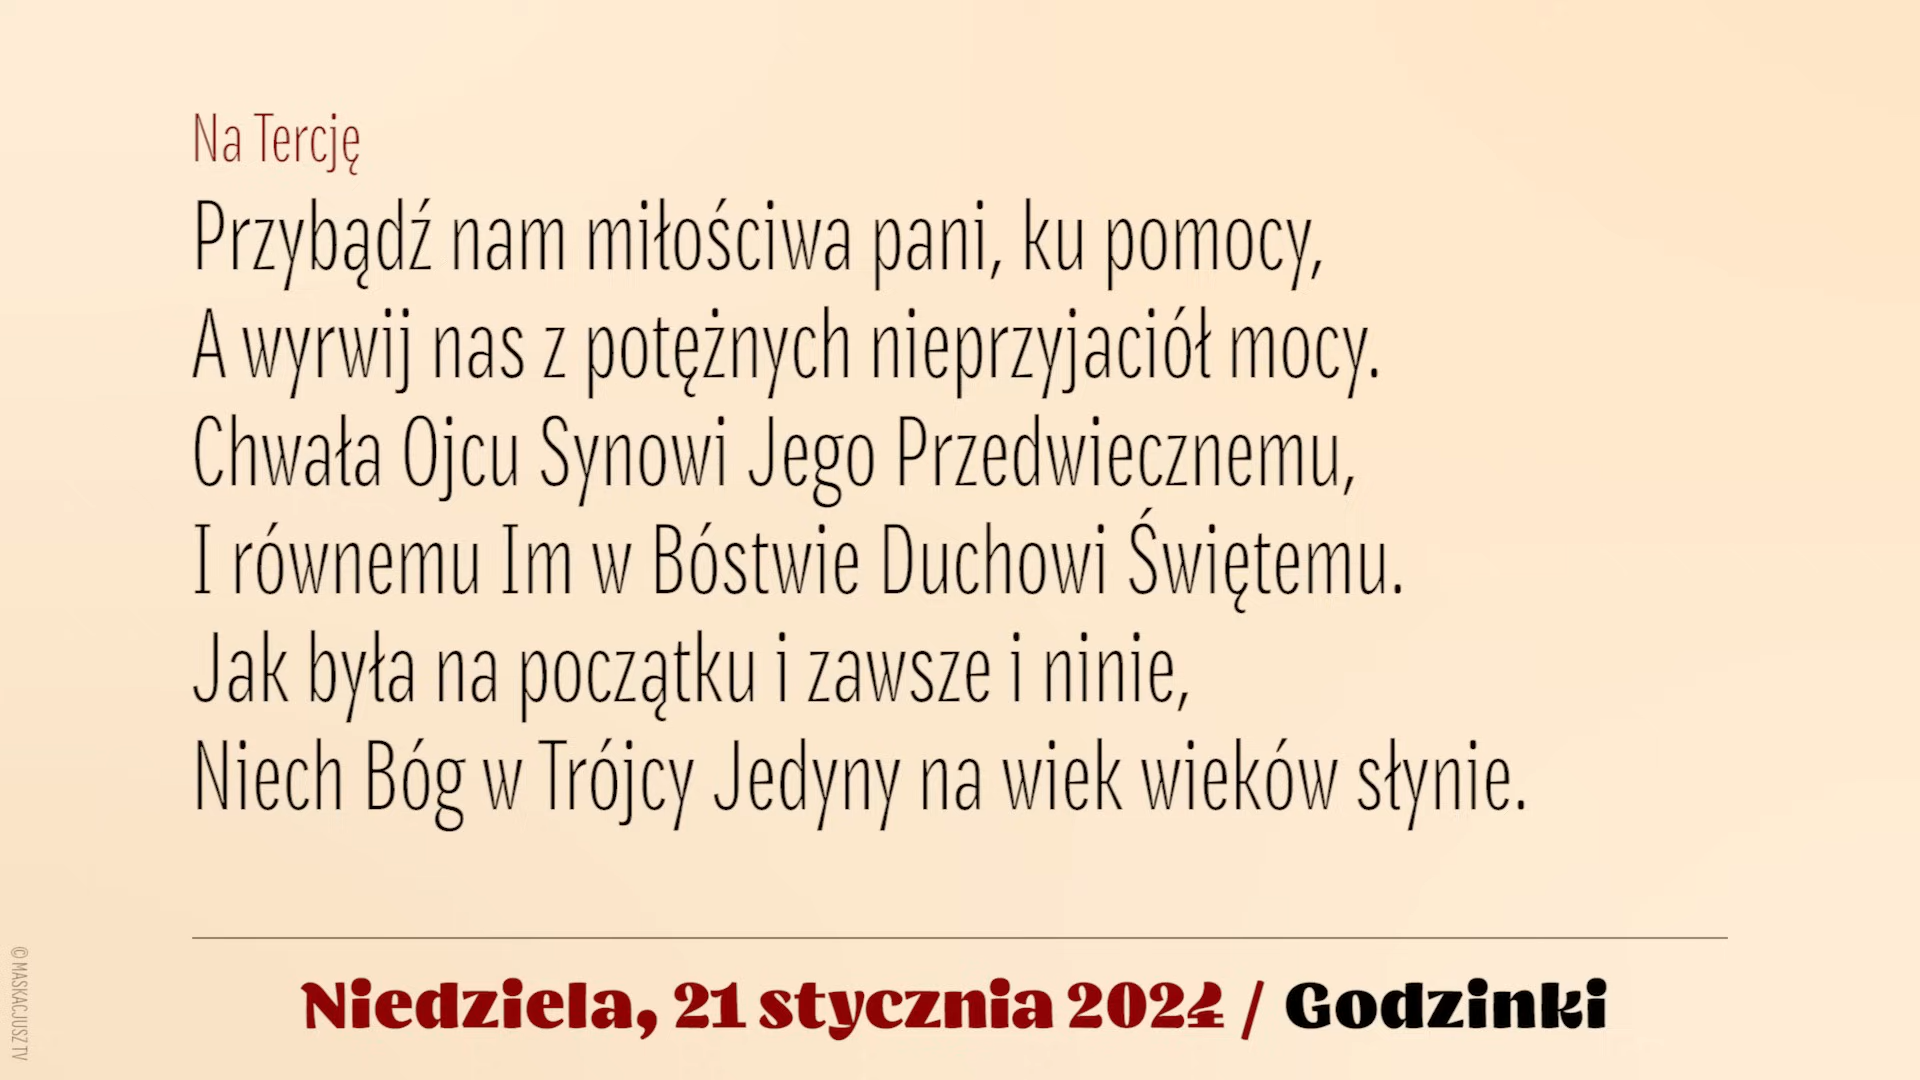 Na Tercję
Przybądź nam miłościwa pani, ku pomocy,
A wyrwij nas z potężnych nieprzyjaciół mocy.
Chwała Ojcu Synowi Jego Przedwiecznemu,
I równemu Im w Bóstwie Duchowi Świętemu.
Jak była na początku i zawsze i ninie,
Niech Bóg w Trójcy Jedyny na wiek wieków słynie.
Niedziela, 21 stycznia 2024 / Godzinki
© MASKACJUSZ TV